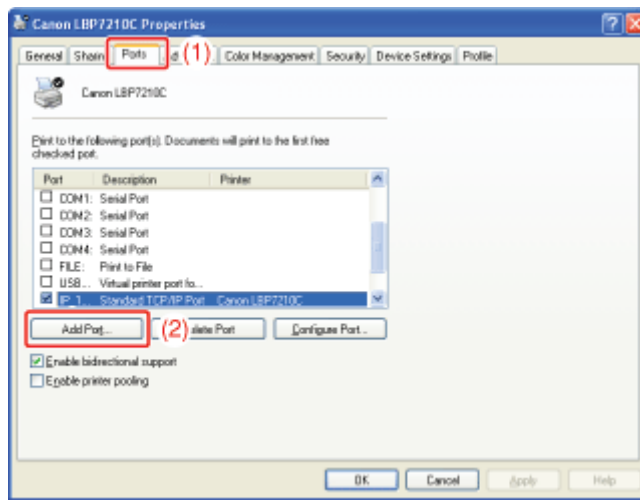 Canon LBP7210C Properties
General Sharin Ports d (1) Color Management Security Device Settings Profile
Canon LBP7210C
Print to the following port(s). Documents will print to the first free
checked port.
Port Description Printer
COM1: Serial Port
COM2: Serial Port
COM3: Serial Port
COM4: Serial Port
FILE: Print to File
USB... Virtual printer port fo...
IP_1... Standard TCP/IP Port Canon LBP7210C
Add Port... (2) elete Port Configure Port...
Enable bidirectional support
Enable printer pooling
OK Cancel Apply Help